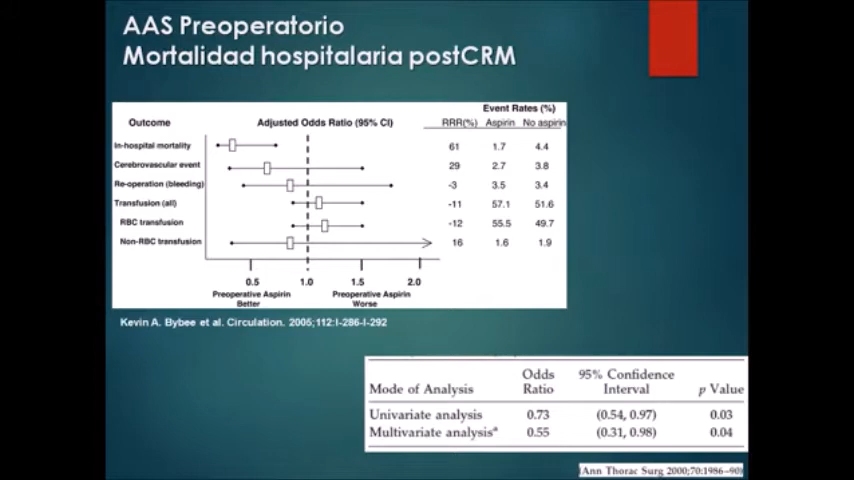 AAS Preoperatorio
Mortalidad hospitalaria postCRM
Event Rates (%)
Outcome Adjusted Odds Ratio (95% CI) RRR(%) Aspirin No aspirin
In-hospital mortality 61 1.7 4.4
Cerebrovascular event 29 2.7 3.8
Re-operation (bleeding) -3 3.5 3.4
Transfusion (all) -11 57.1 51.6
RBC transfusion -12 55.5 49.7
Non-RBC transfusion 16 1.6 1.9
0.5 1.0 1.5 2.0
Preoperative Aspirin Preoperative Aspirin
Better Worse
Kevin A. Bybee et al. Circulation. 2005;112:I-286-I-292
Odds 95% Confidence
Mode of Analysis Ratio Interval p Value
Univariate analysis 0.73 (0.54, 0.97) 0.03
Multivariate analysisª 0.55 (0.31, 0.98) 0.04
(Ann Thorac Surg 2000;70:1986–90)